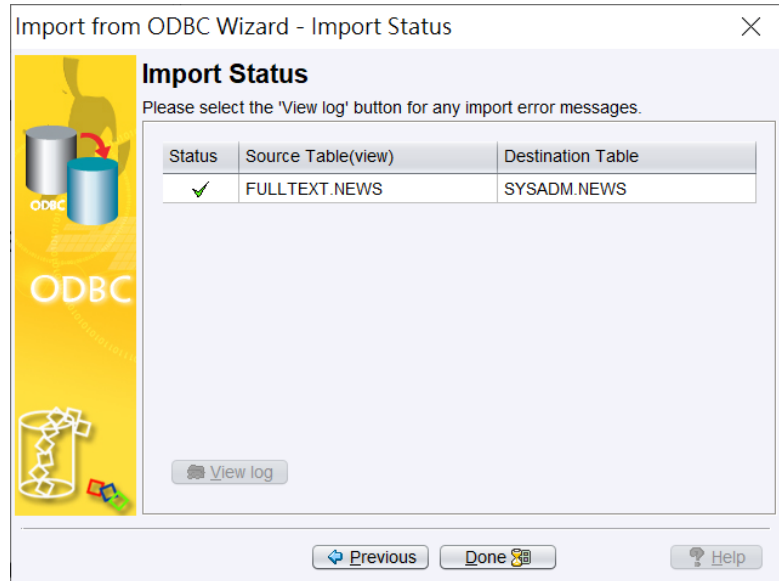 Import from ODBC Wizard - Import Status
Import Status
Please select the 'View log' button for any import error messages.
Status Source Table(view) Destination Table
FULLTEXT.NEWS SYSADM.NEWS
ODBC
ODBC
View log
Previous Done Help